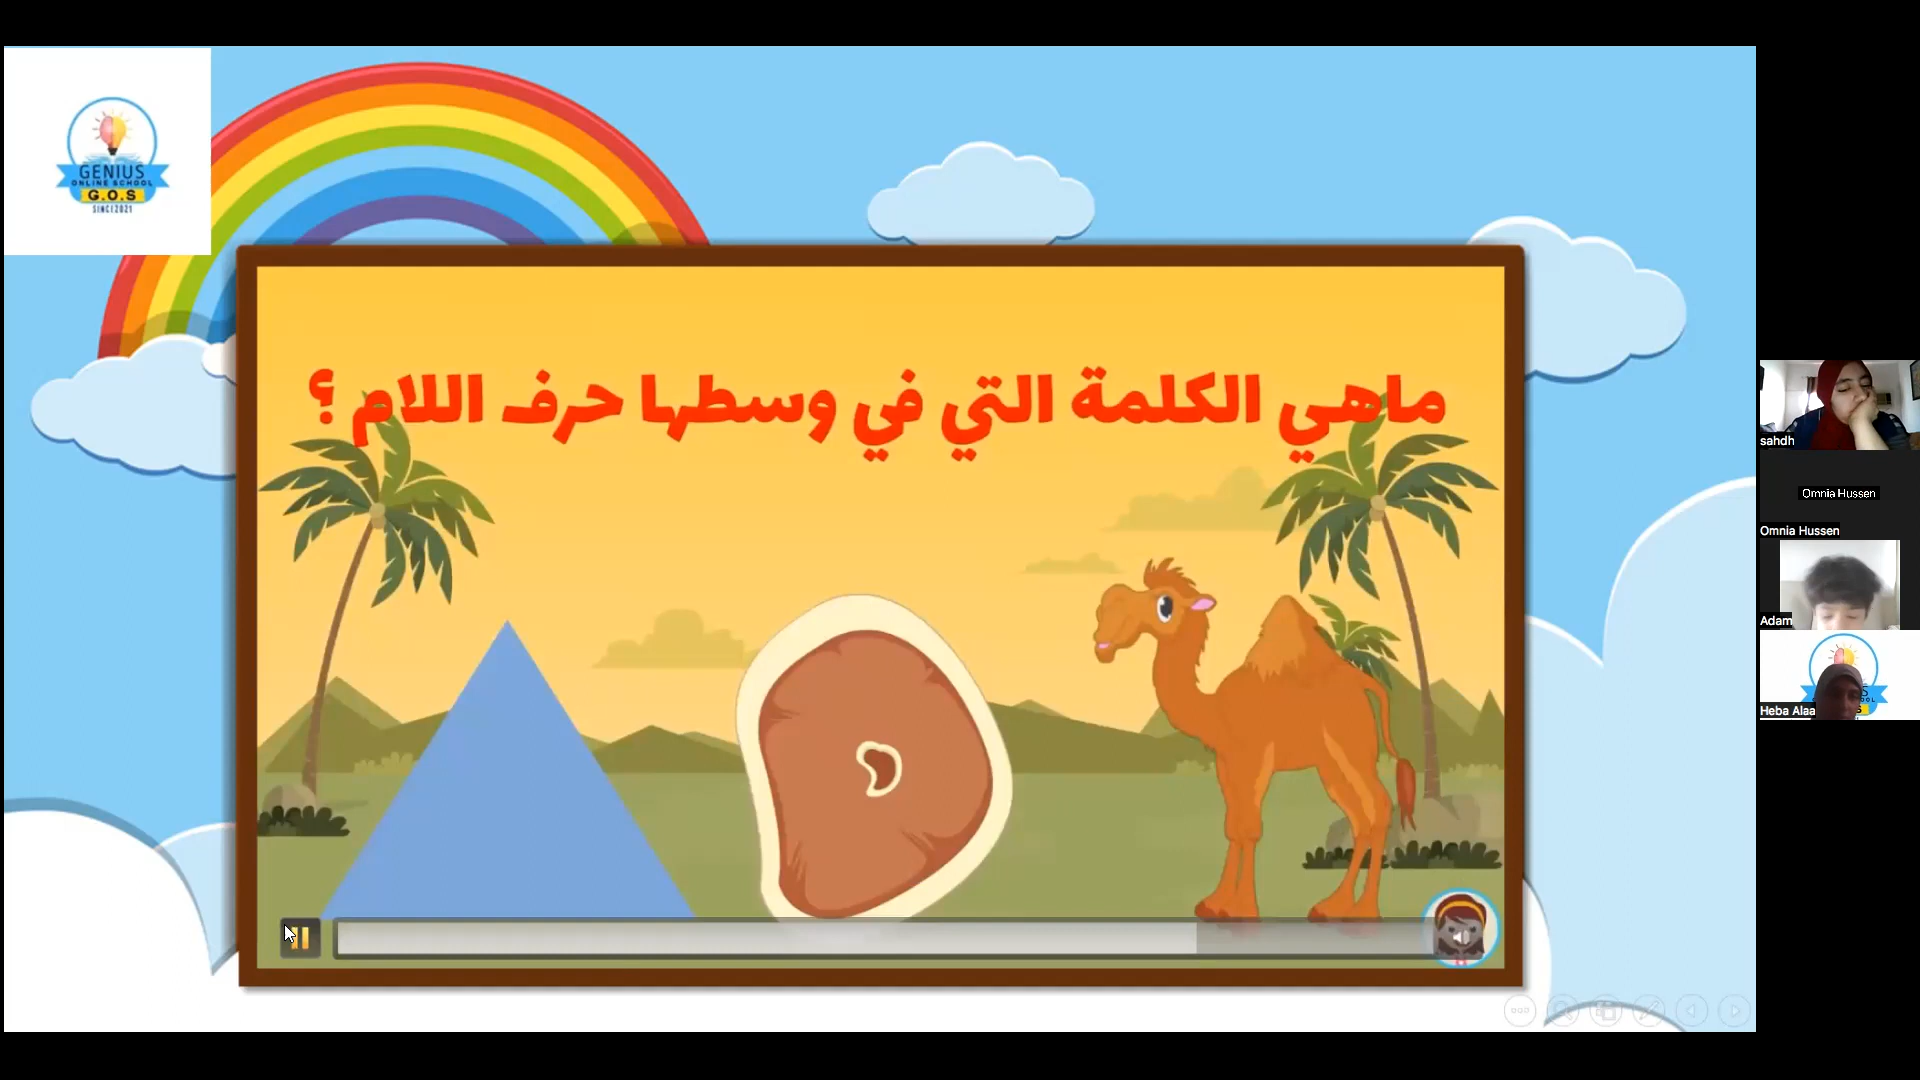 GENIUS
ONLINE SCHOOL
G.O.S
SINCE 2021
ماهي الكلمة التي في وسطها حرف اللام ؟
sahdh
Omnia Hussen
Omnia Hussen
Adam
Heba Alaa